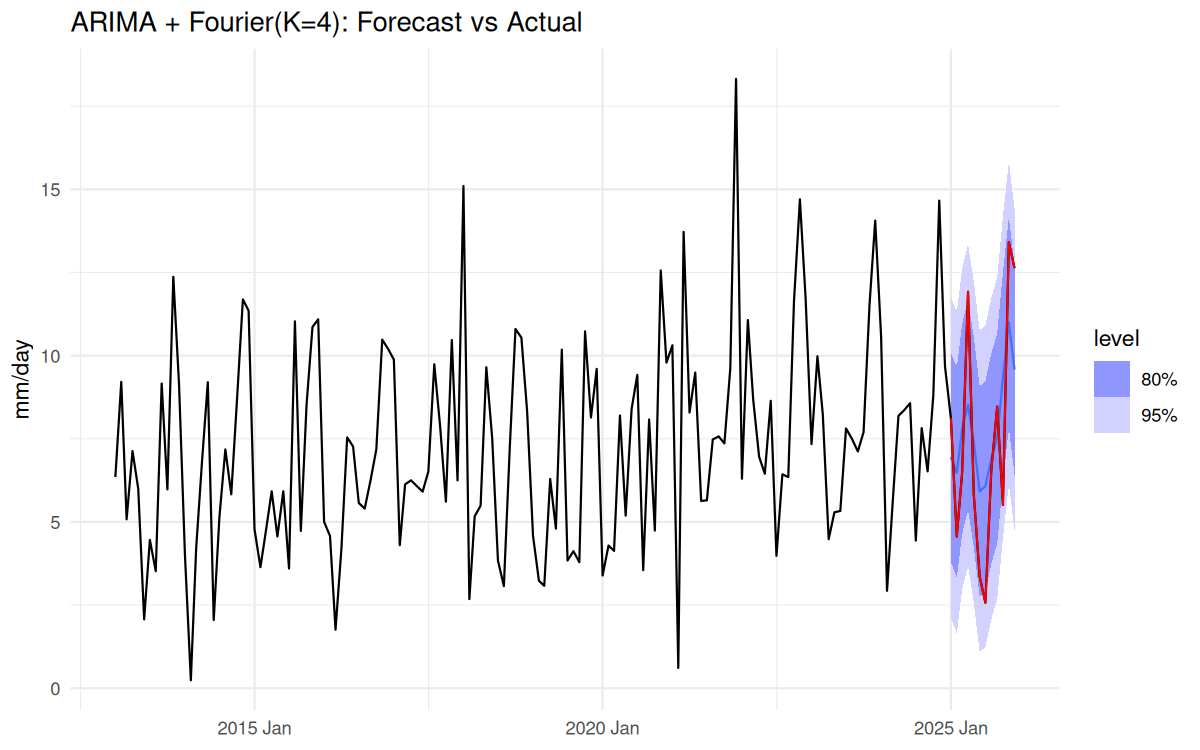 ARIMA + Fourier(K=4): Forecast vs Actual
mm/day
15
10
5
0
2015 Jan
2020 Jan
2025 Jan
level
80%
95%